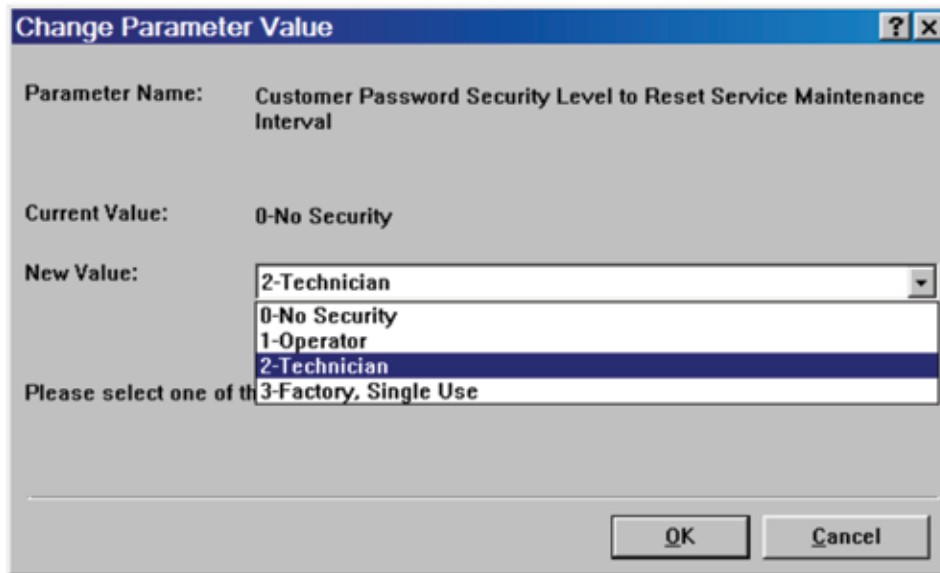 Change Parameter Value
Parameter Name:
Customer Password Security Level to Reset Service Maintenance
Interval
Current Value:
0-No Security
New Value:
2-Technician
0-No Security
1-Operator
2-Technician
Please select one of th
3-Factory, Single Use
OK
Cancel